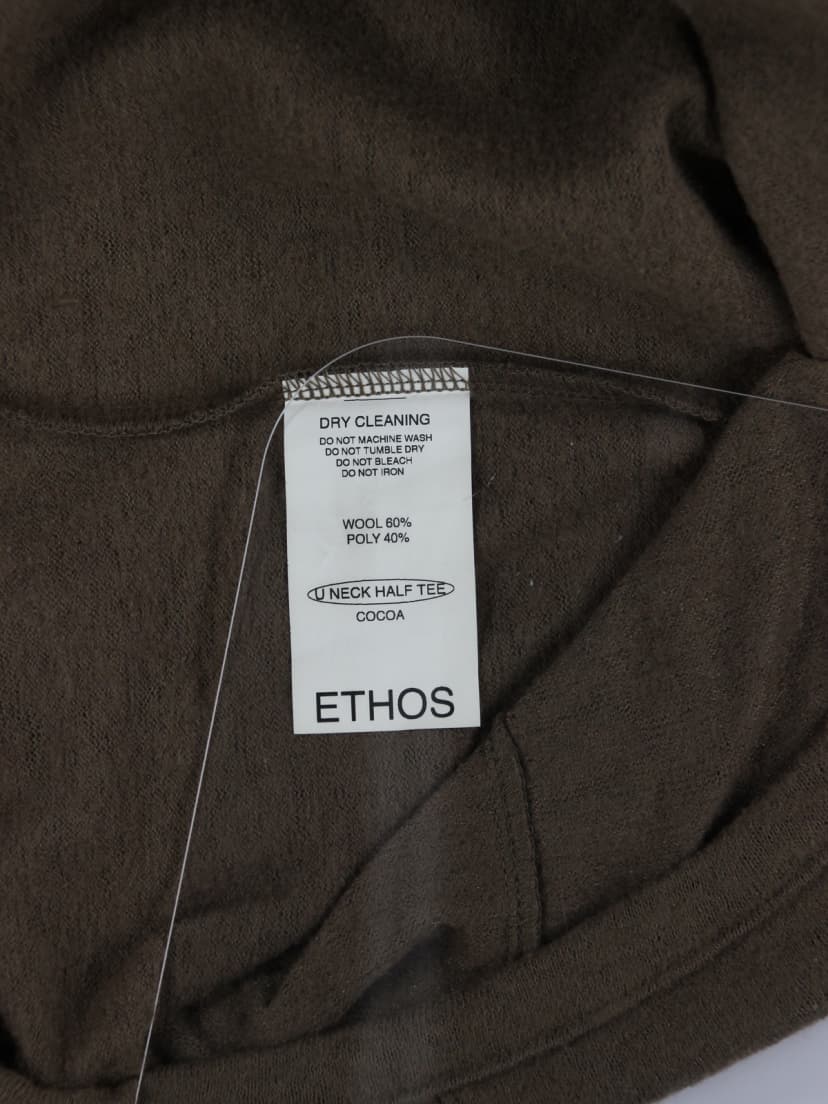 DRY CLEANING
DO NOT MACHINE WASH
DO NOT TUMBLE DRY
DO NOT BLEACH
DO NOT IRON
WOOL 60%
POLY 40%
U NECK HALF TEE
COCOA
ETHOS